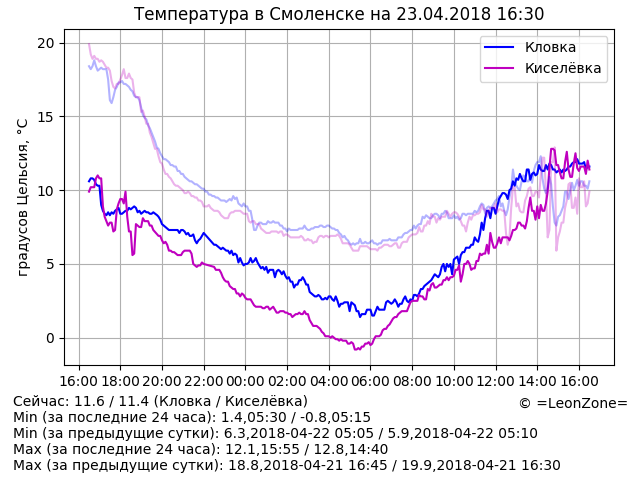 Температура в Смоленске на 23.04.2018 16:30
Кловка
Киселёвка
градусов Цельсия, °C
20
15
10
5
0
16:00 18:00 20:00 22:00 00:00 02:00 04:00 06:00 08:00 10:00 12:00 14:00 16:00
Сейчас: 11.6 / 11.4 (Кловка / Киселёвка)
© =LeonZone=
Min (за последние 24 часа): 1.4,05:30 / -0.8,05:15
Min (за предыдущие сутки): 6.3,2018-04-22 05:05 / 5.9,2018-04-22 05:10
Max (за последние 24 часа): 12.1,15:55 / 12.8,14:40
Max (за предыдущие сутки): 18.8,2018-04-21 16:45 / 19.9,2018-04-21 16:30